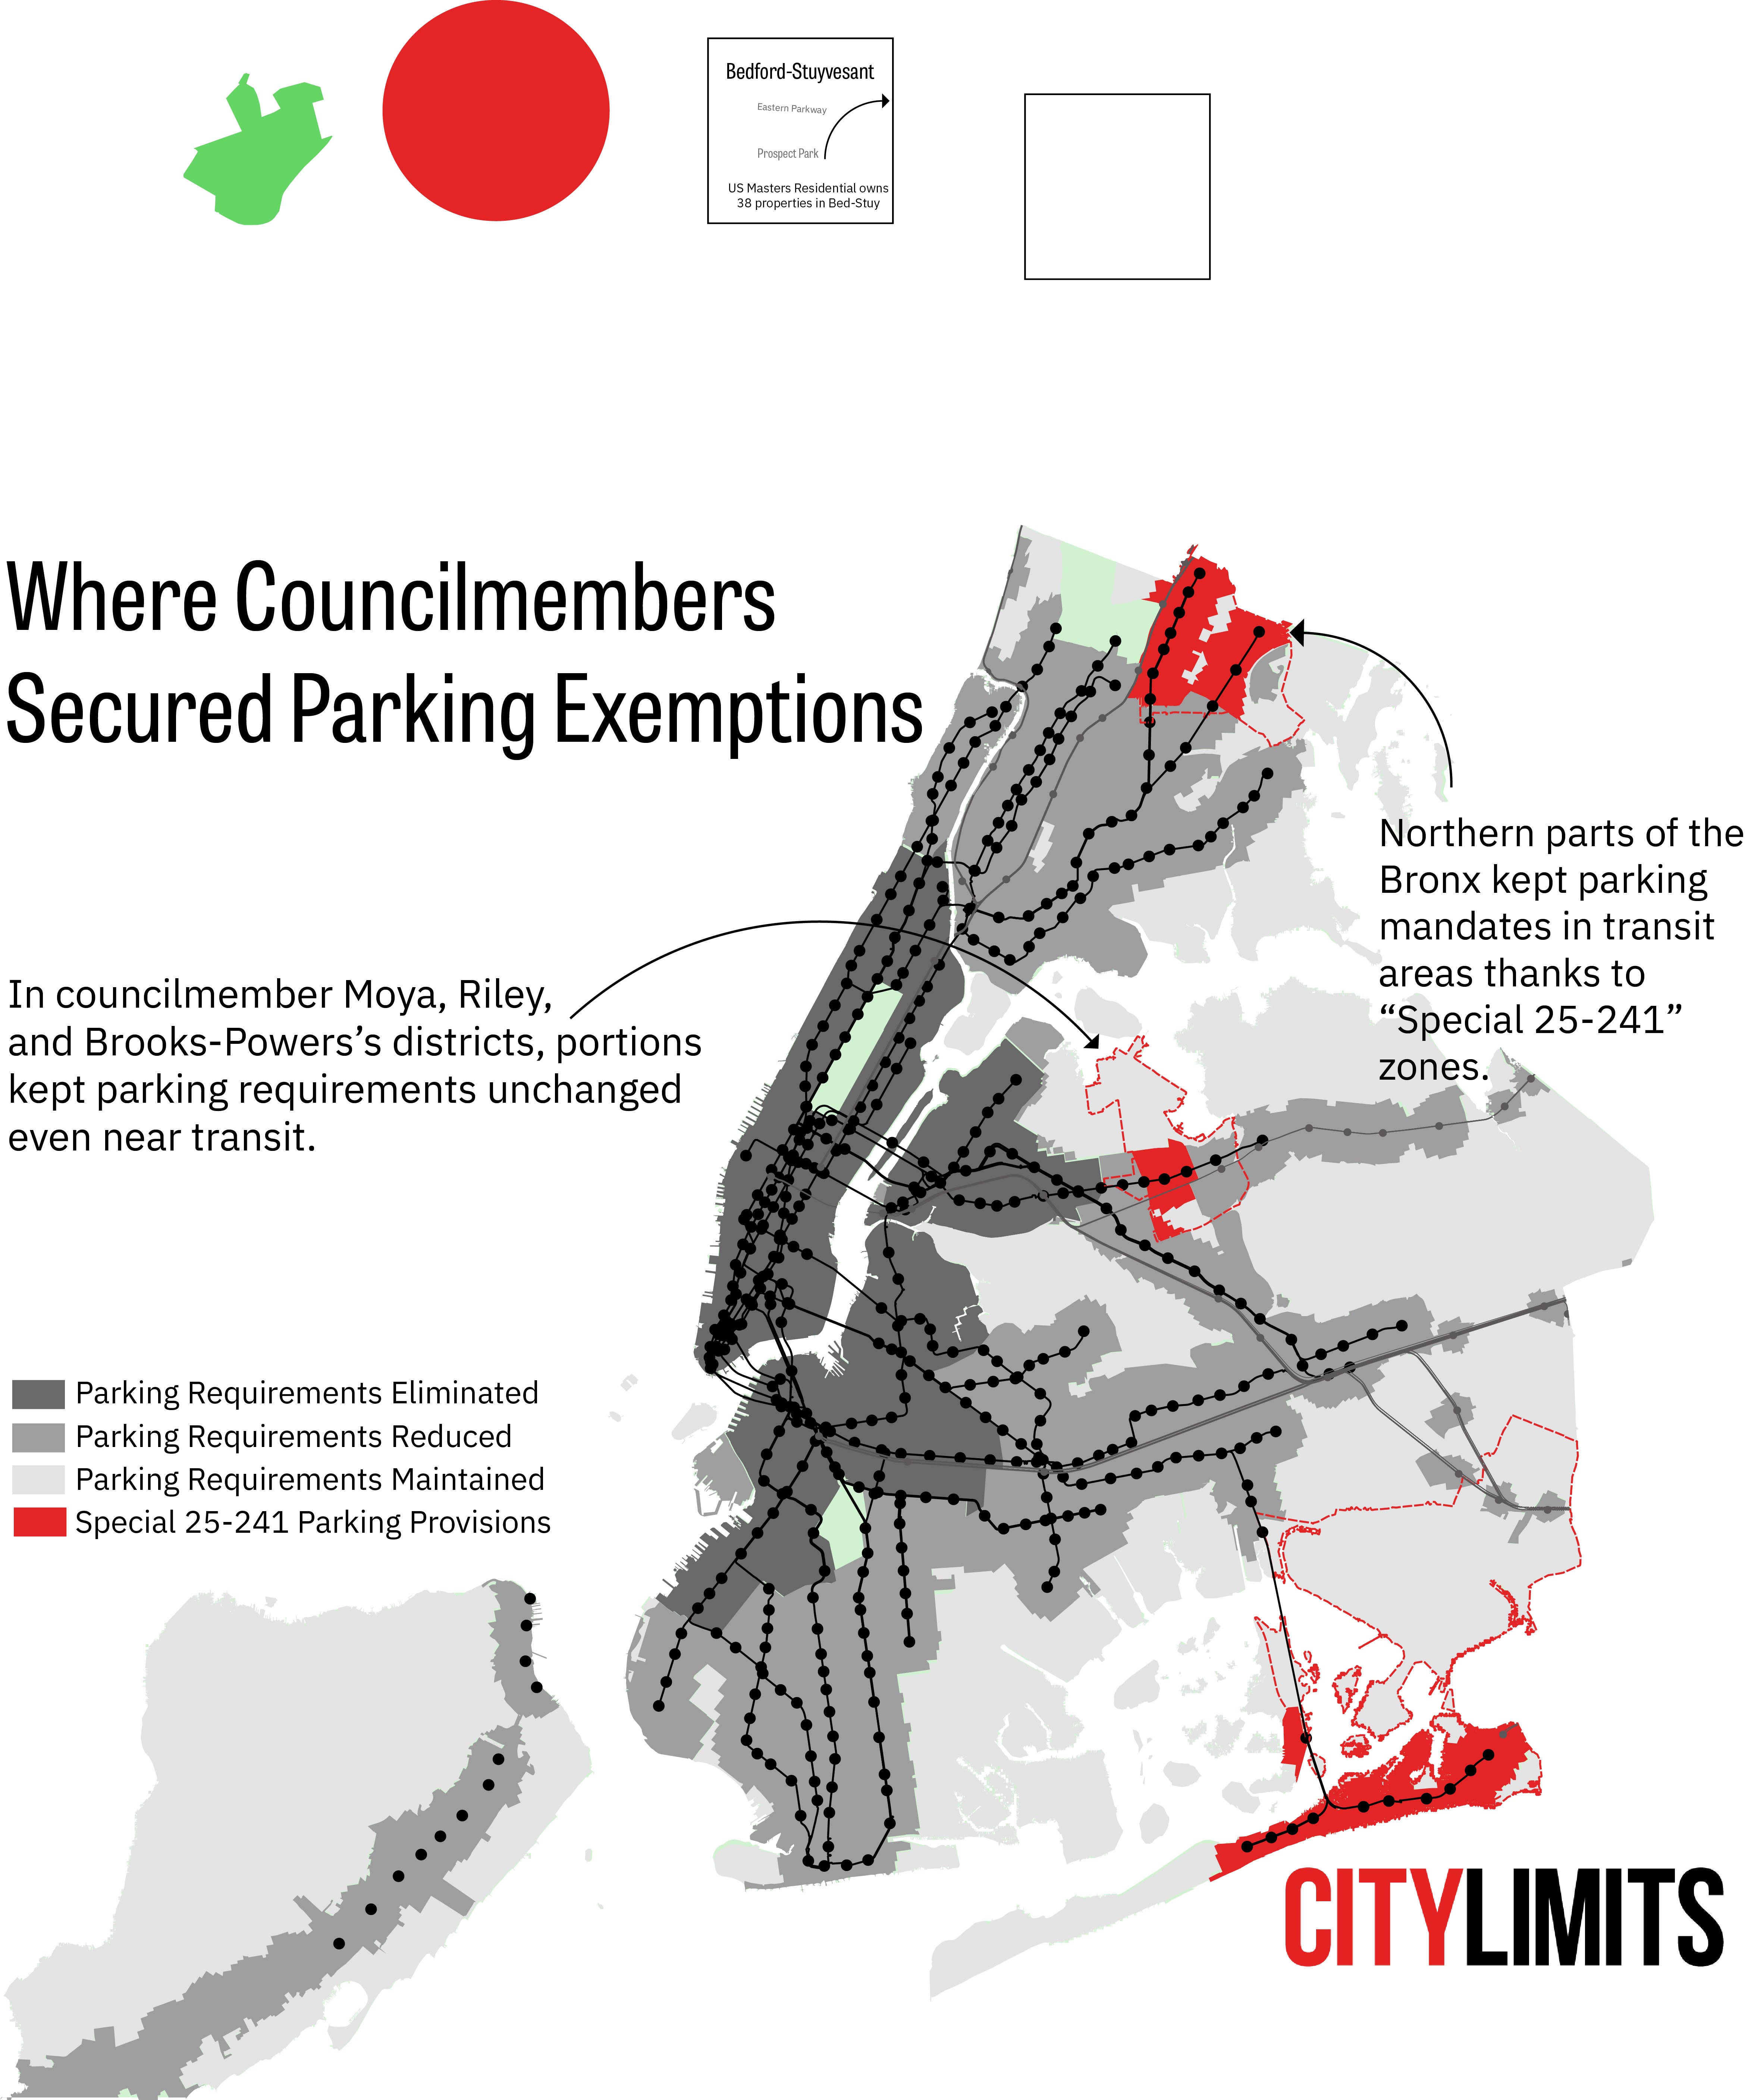 Bedford-Stuyvesant
Eastern Parkway
Prospect Park
US Masters Residential owns
38 properties in Bed-Stuy
Where Councilmembers
Secured Parking Exemptions
Northern parts of the
Bronx kept parking
mandates in transit
areas thanks to
“Special 25-241”
zones.
In councilmember Moya, Riley,
and Brooks-Powers’s districts, portions
kept parking requirements unchanged
even near transit.
Parking Requirements Eliminated
Parking Requirements Reduced
Parking Requirements Maintained
Special 25-241 Parking Provisions
CITYLIMITS